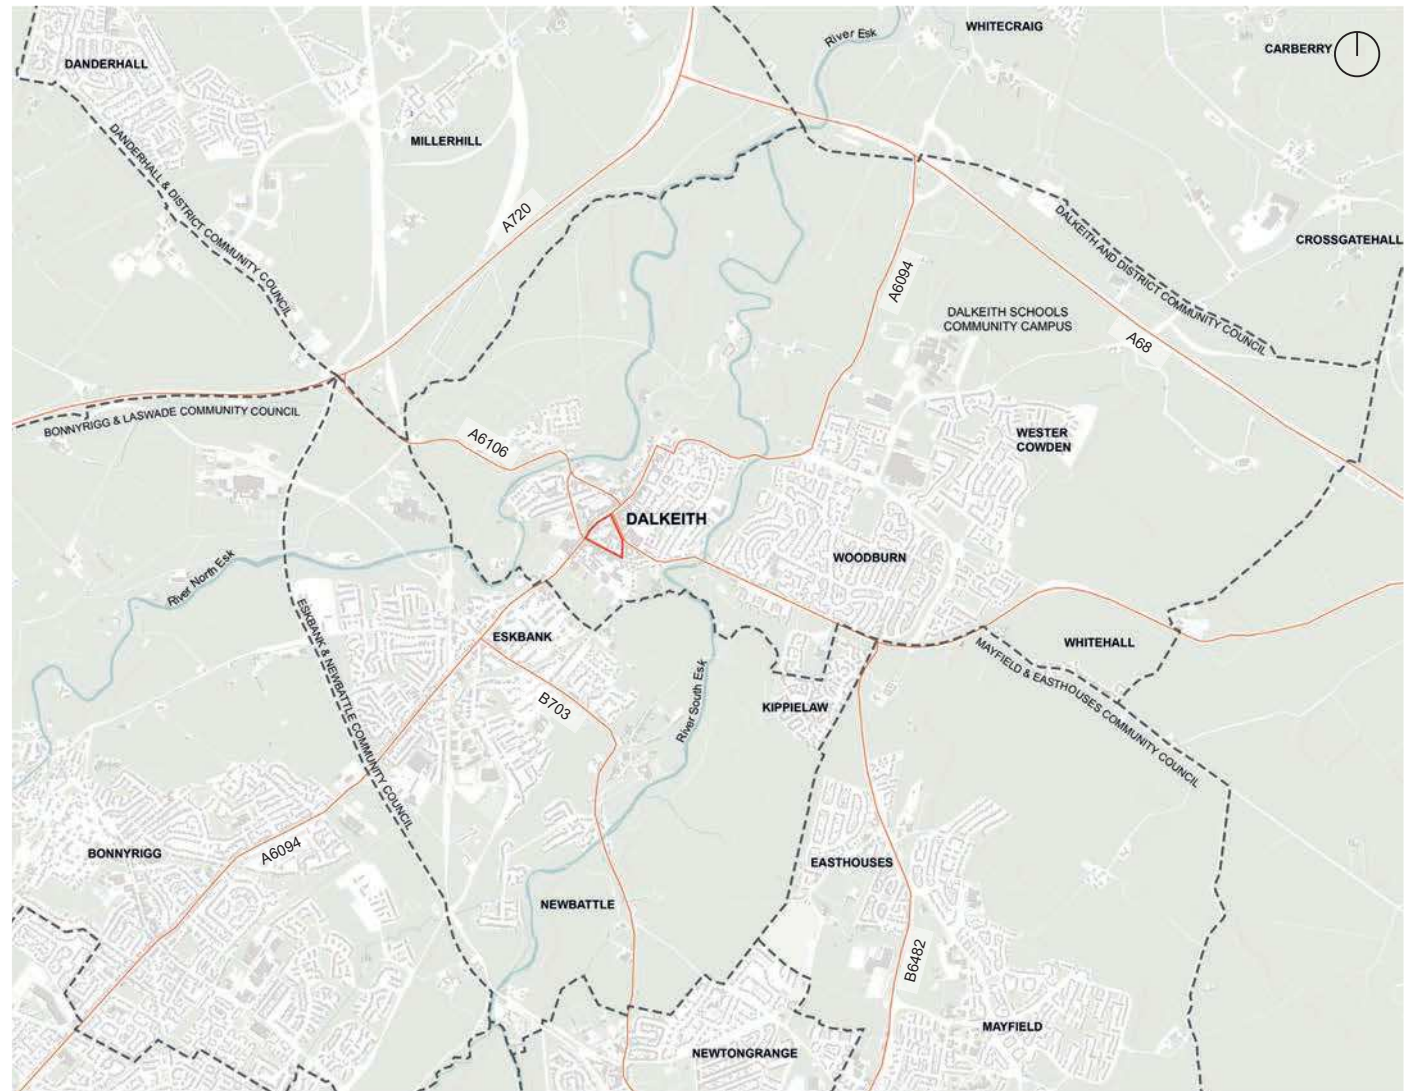 WHITECRAIG
River Esk
CARBERRY
DANDERHALL
MILLERHILL
DANDERHALL & DISTRICT COMMUNITY COUNCIL
A720
DALKEITH AND DISTRICT COMMUNITY COUNCIL
CROSSGATEHALL
A6094
DALKEITH SCHOOLS
COMMUNITY CAMPUS
A68
BONNYRIGG & LASWADE COMMUNITY COUNCIL
A6106
WESTER
COWDEN
DALKEITH
WOODBURN
River North Esk
ESKBANK & NEWBATTLE COMMUNITY COUNCIL
ESKBANK
WHITEHALL
MAYFIELD & EASTHOUSES COMMUNITY COUNCIL
River South Esk
B703
KIPPIELAW
BONNYRIGG
A6094
EASTHOUSES
NEWBATTLE
B6482
MAYFIELD
NEWTONGRANGE